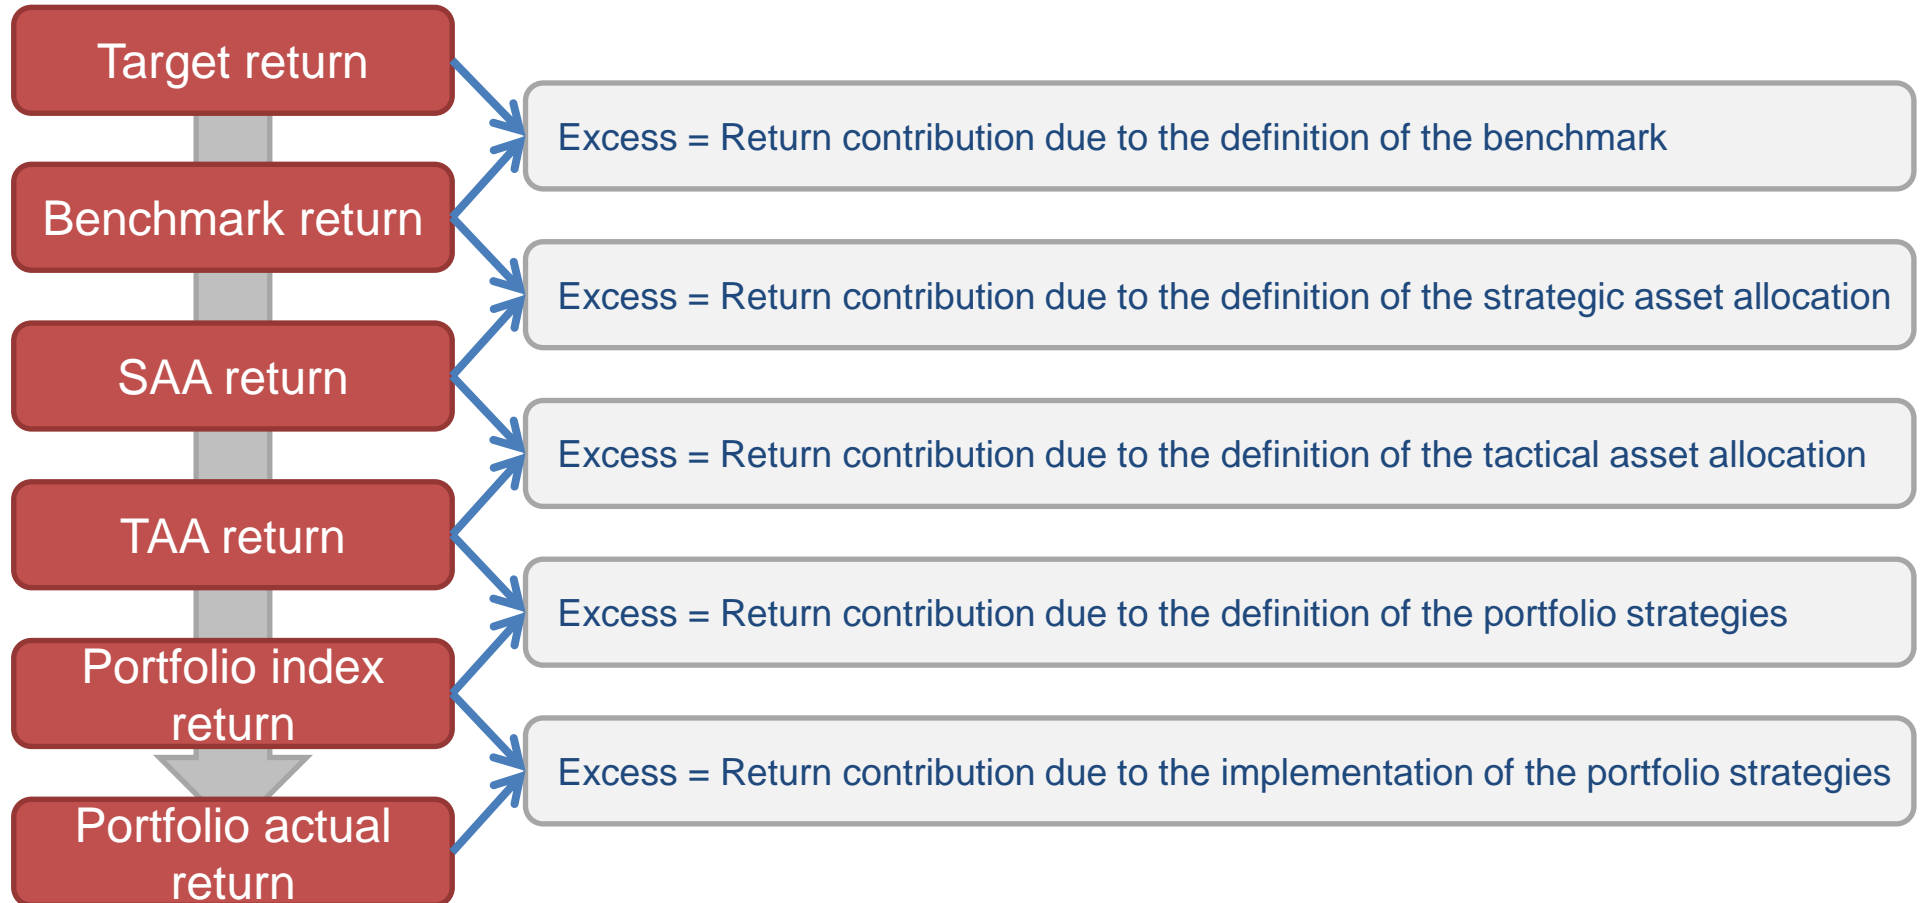 Target return
Excess = Return contribution due to the definition of the benchmark
Benchmark return
Excess = Return contribution due to the definition of the strategic asset allocation
SAA return
Excess = Return contribution due to the definition of the tactical asset allocation
TAA return
Excess = Return contribution due to the definition of the portfolio strategies
Portfolio index
return
Excess = Return contribution due to the implementation of the portfolio strategies
Portfolio actual
return